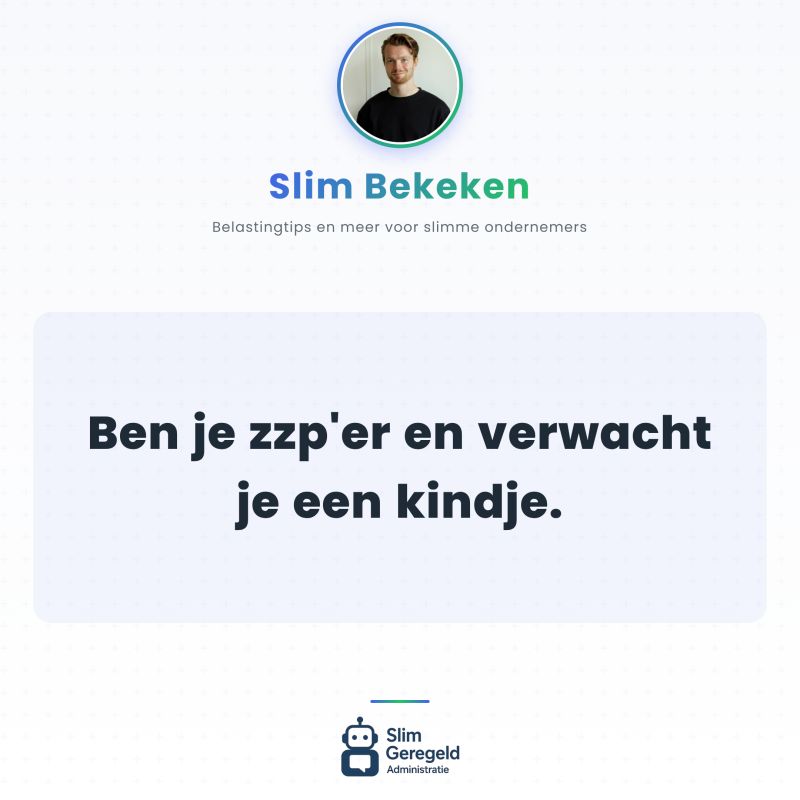 Slim Bekeken
Belastingtips en meer voor slimme ondernemers
Ben je zzp'er en verwacht
je een kindje.
Slim
Geregeld
Administratie